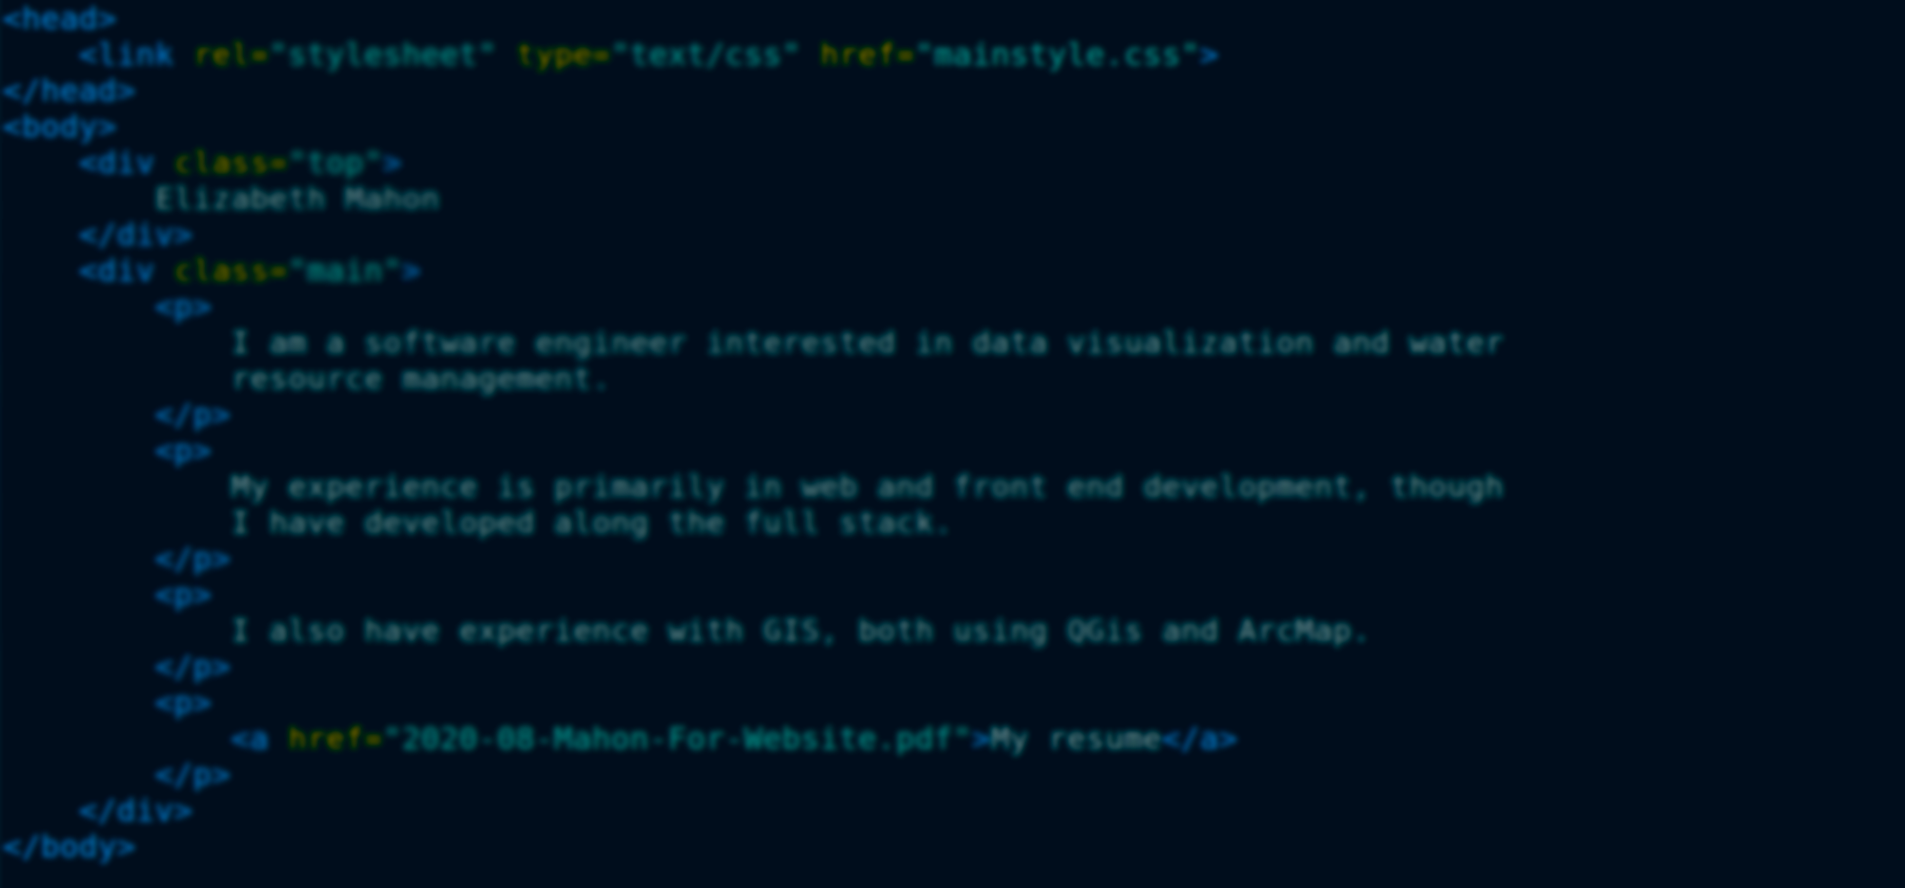 <head>
    <link rel="stylesheet" type="text/css" href="mainstyle.css">
</head>
<body>
    <div class="top">
        Elizabeth Mahon
    </div>
    <div class="main">
        <p>
            I am a software engineer interested in data visualization and water
            resource management.
        </p>
        <p>
            My experience is primarily in web and front end development, though
            I have developed along the full stack.
        </p>
        <p>
            I also have experience with GIS, both using QGis and ArcMap.
        </p>
        <p>
            <a href="2020-08-Mahon-For-Website.pdf">My resume</a>
        </p>
    </div>
</body>